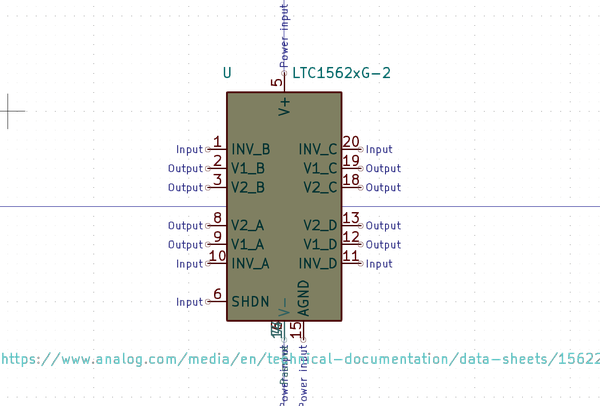 Power input
U LTC1562xG-2
5
V+
1 INV_B INV_C 20
Input Input
2 V1_B V1_C 19
Output Output
3 V2_B V2_C 18
Output Output
8 V2_A V2_D 13
Output Output
9 V1_A V1_D 12
Output Output
10 INV_A INV_D 11
Input Input
6 SHDN
Input
V-
AGND
15
https://www.analog.com/media/en/technical-documentation/data-sheets/15622
Power input